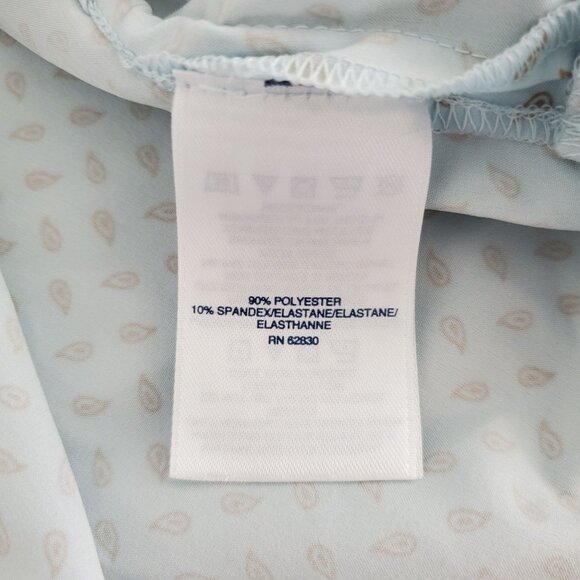 90% POLYESTER
10% SPANDEX/ELASTANE/ELASTANE/
ELASTHANNE
RN 62830